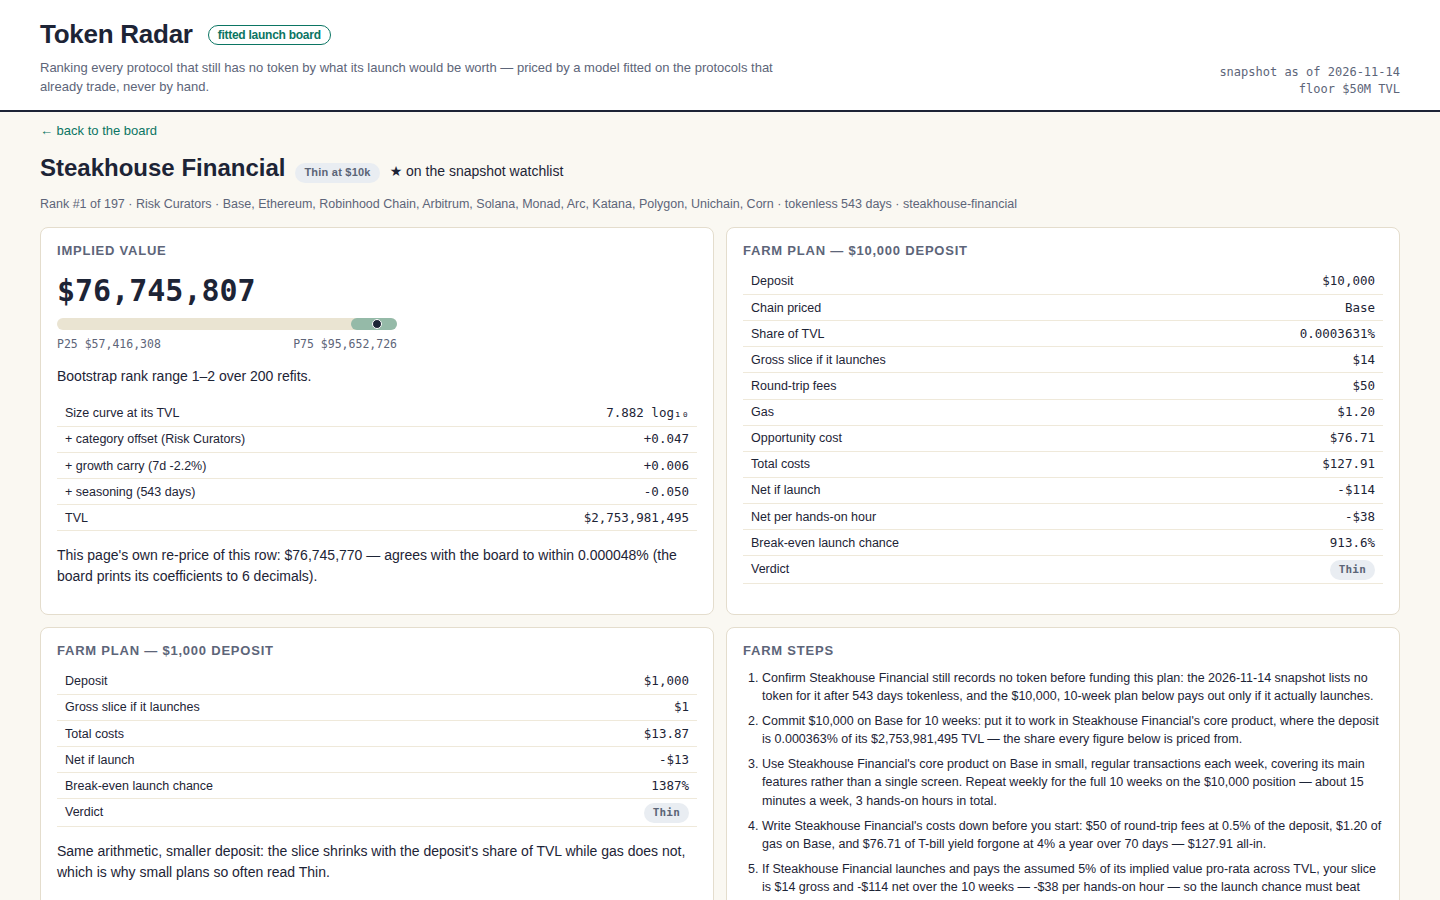 Token Radar fitted launch board
Ranking every protocol that still has no token by what its launch would be worth — priced by a model fitted on the protocols that
already trade, never by hand.
snapshot as of 2026-11-14
floor $50M TVL
← back to the board
Steakhouse Financial Thin at $10k ★ on the snapshot watchlist
Rank #1 of 197 · Risk Curators · Base, Ethereum, Robinhood Chain, Arbitrum, Solana, Monad, Arc, Katana, Polygon, Unichain, Corn · tokenless 543 days · steakhouse-financial
IMPLIED VALUE
$76,745,807
P25 $57,416,308 P75 $95,652,726
Bootstrap rank range 1–2 over 200 refits.
Size curve at its TVL 7.882 log₁₀
+ category offset (Risk Curators) +0.047
+ growth carry (7d -2.2%) +0.006
+ seasoning (543 days) -0.050
TVL $2,753,981,495
This page's own re-price of this row: $76,745,770 — agrees with the board to within 0.000048% (the
board prints its coefficients to 6 decimals).
FARM PLAN — $10,000 DEPOSIT
Deposit $10,000
Chain priced Base
Share of TVL 0.0003631%
Gross slice if it launches $14
Round-trip fees $50
Gas $1.20
Opportunity cost $76.71
Total costs $127.91
Net if launch -$114
Net per hands-on hour -$38
Break-even launch chance 913.6%
Verdict Thin
FARM PLAN — $1,000 DEPOSIT
Deposit $1,000
Gross slice if it launches $1
Total costs $13.87
Net if launch -$13
Break-even launch chance 1387%
Verdict Thin
Same arithmetic, smaller deposit: the slice shrinks with the deposit's share of TVL while gas does not,
which is why small plans so often read Thin.
FARM STEPS
1. Confirm Steakhouse Financial still records no token before funding this plan: the 2026-11-14 snapshot lists no
token for it after 543 days tokenless, and the $10,000, 10-week plan below pays out only if it actually launches.
2. Commit $10,000 on Base for 10 weeks: put it to work in Steakhouse Financial's core product, where the deposit
is 0.000363% of its $2,753,981,495 TVL — the share every figure below is priced from.
3. Use Steakhouse Financial's core product on Base in small, regular transactions each week, covering its main
features rather than a single screen. Repeat weekly for the full 10 weeks on the $10,000 position — about 15
minutes a week, 3 hands-on hours in total.
4. Write Steakhouse Financial's costs down before you start: $50 of round-trip fees at 0.5% of the deposit, $1.20 of
gas on Base, and $76.71 of T-bill yield forgone at 4% a year over 70 days — $127.91 all-in.
5. If Steakhouse Financial launches and pays the assumed 5% of its implied value pro-rata across TVL, your slice
is $14 gross and -$114 net over the 10 weeks — -$38 per hands-on hour — so the launch chance must beat